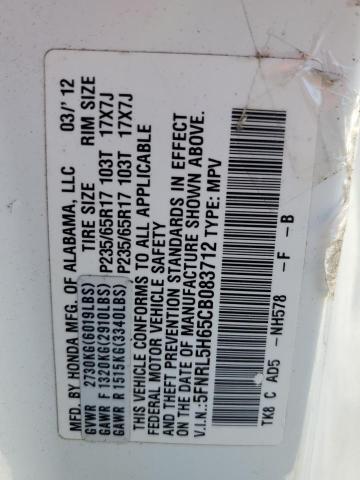 MFD. BY HONDA MFG. OF ALABAMA, LLC 03/'12
TIRE SIZE RIM SIZE
GVWR 2730KG(6019LBS)
GAWR F 1320KG(2910LBS) P235/65R17 103T 17X7J
GAWR R 1515KG(3340LBS) P235/65R17 103T 17X7J
THIS VEHICLE CONFORMS TO ALL APPLICABLE
FEDERAL MOTOR VEHICLE SAFETY
AND THEFT PREVENTION STANDARDS IN EFFECT
ON THE DATE OF MANUFACTURE SHOWN ABOVE.
V.I.N.: 5FNRL5H65CB083712 TYPE: MPV
TK8 C AD5 -NH578 -F -B